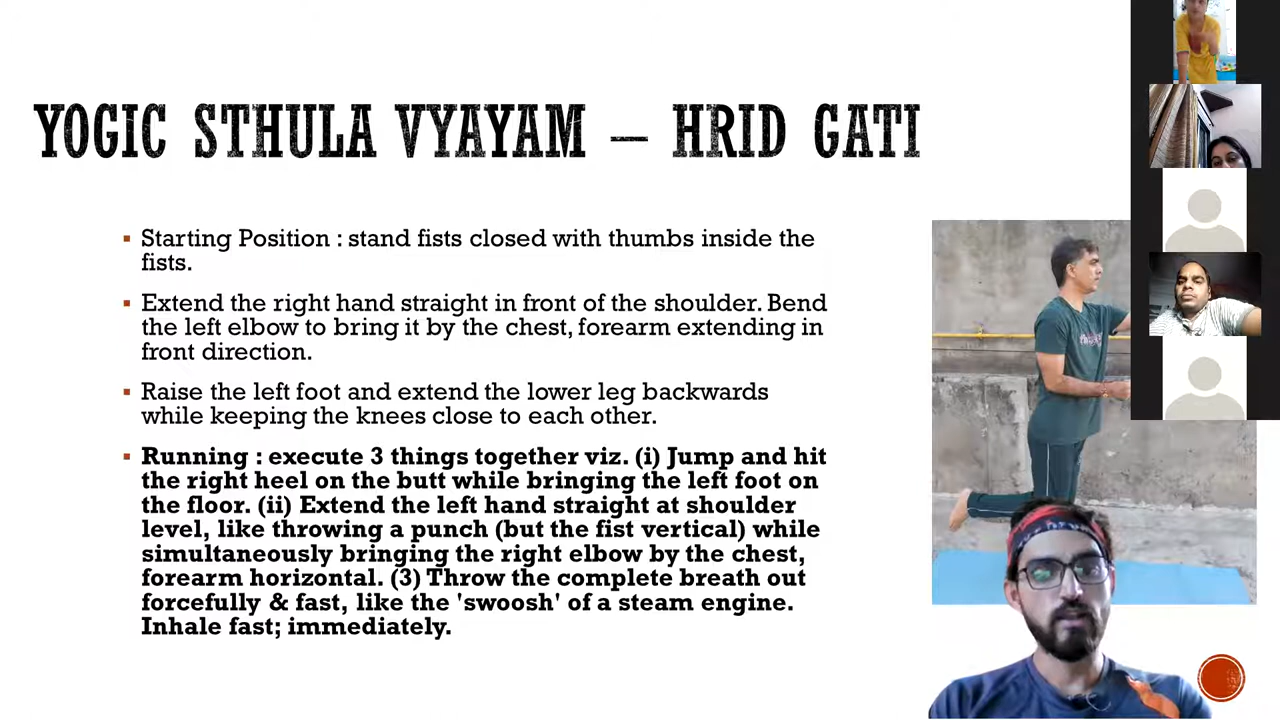 YOGIC STHULA VYAYAM – HRID GATI
▪ Starting Position : stand fists closed with thumbs inside the
fists.
▪ Extend the right hand straight in front of the shoulder. Bend
the left elbow to bring it by the chest, forearm extending in
front direction.
▪ Raise the left foot and extend the lower leg backwards
while keeping the knees close to each other.
▪ Running : execute 3 things together viz. (i) Jump and hit
the right heel on the butt while bringing the left foot on
the floor. (ii) Extend the left hand straight at shoulder
level, like throwing a punch (but the fist vertical) while
simultaneously bringing the right elbow by the chest,
forearm horizontal. (3) Throw the complete breath out
forcefully & fast, like the 'swoosh' of a steam engine.
Inhale fast; immediately.